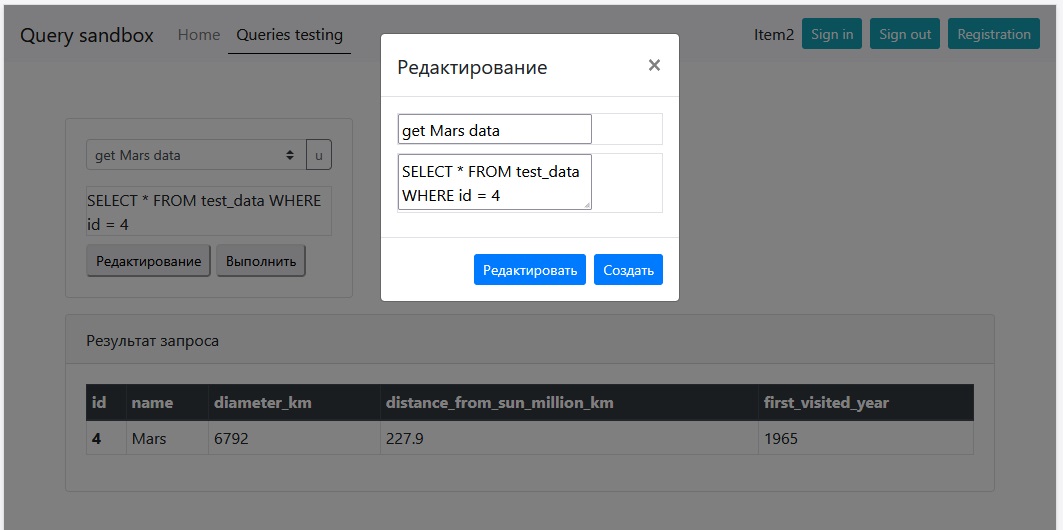 Query sandbox Home Queries testing Item2 Sign in Sign out Registration
Редактирование ×
get Mars data
SELECT * FROM test_data
WHERE id = 4
Редактировать Создать
get Mars data u
SELECT * FROM test_data WHERE
id = 4
Редактирование Выполнить
Результат запроса
id name diameter_km distance_from_sun_million_km first_visited_year
4 Mars 6792 227.9 1965